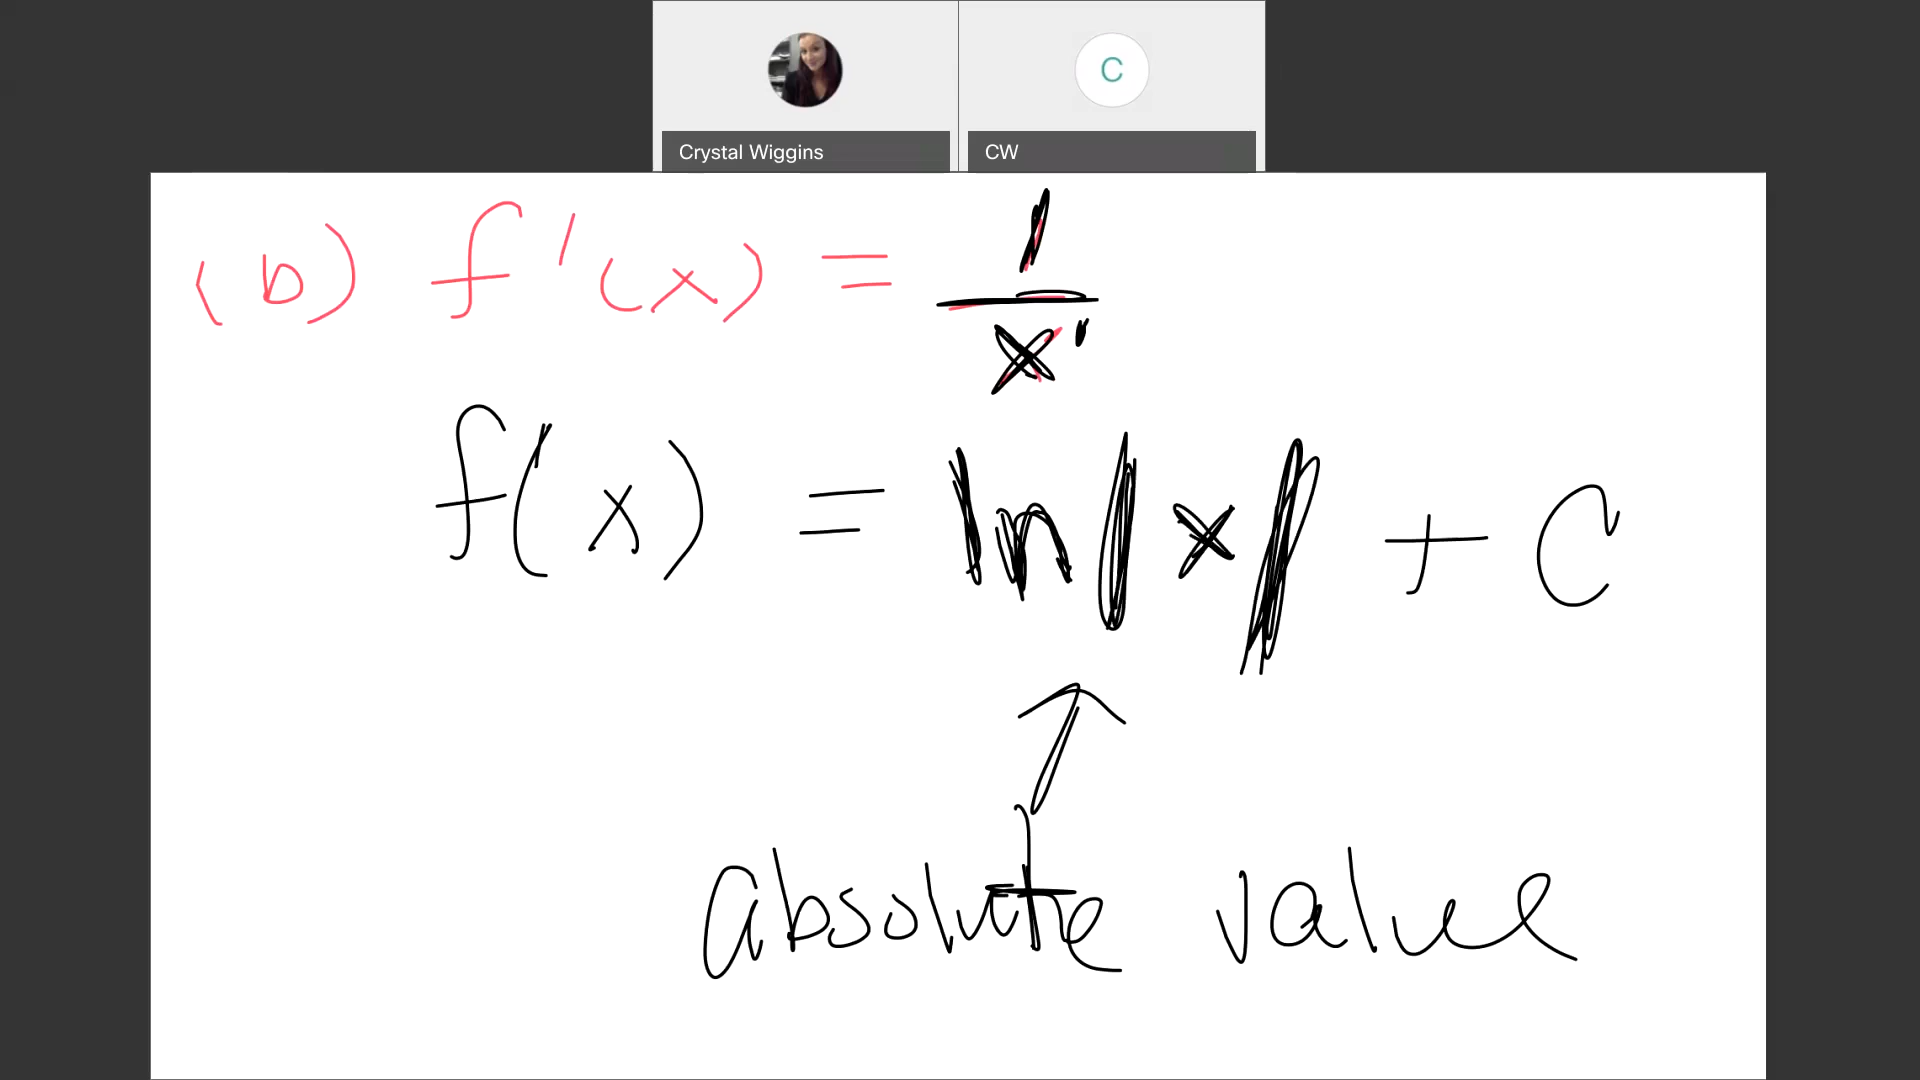 C
Crystal Wiggins CW
(b) f'(x) = 1/x'
f(x) = ln|x| + C
absolute value